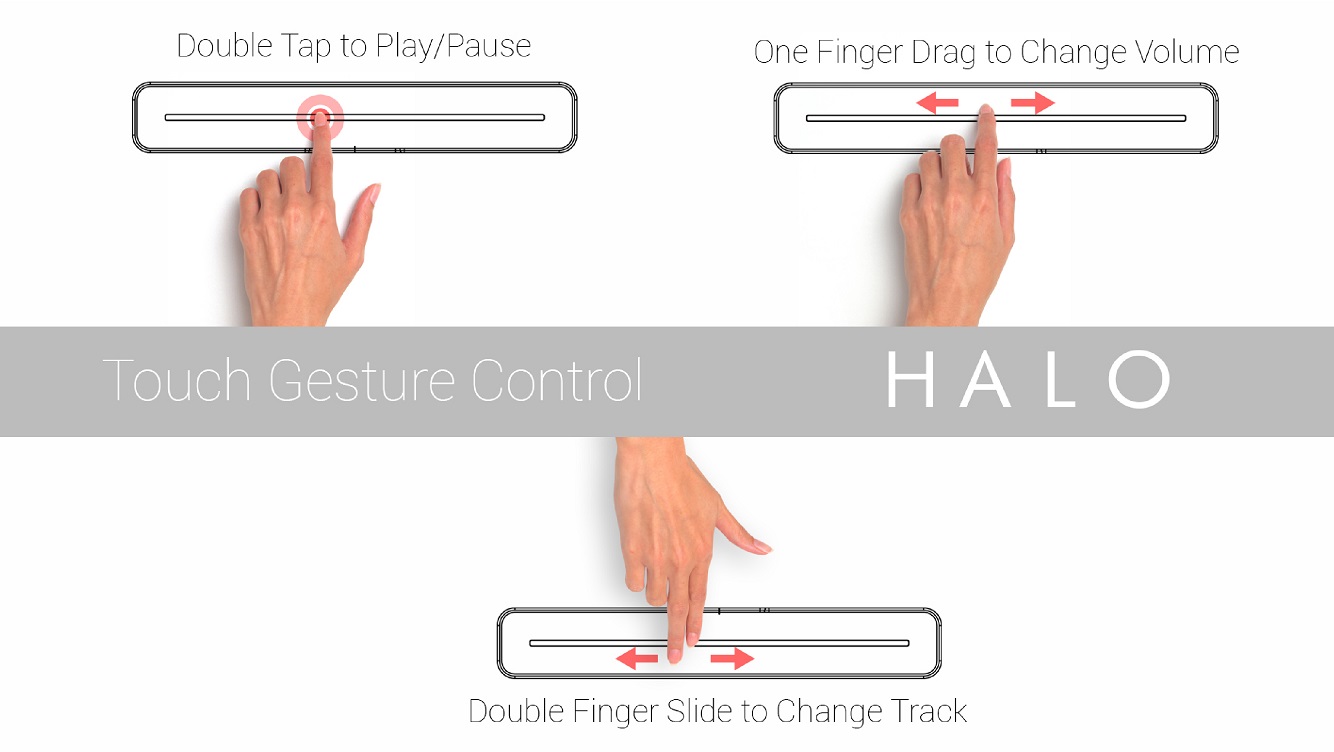 Double Tap to Play/Pause
One Finger Drag to Change Volume
Touch Gesture Control
HALO
Double Finger Slide to Change Track